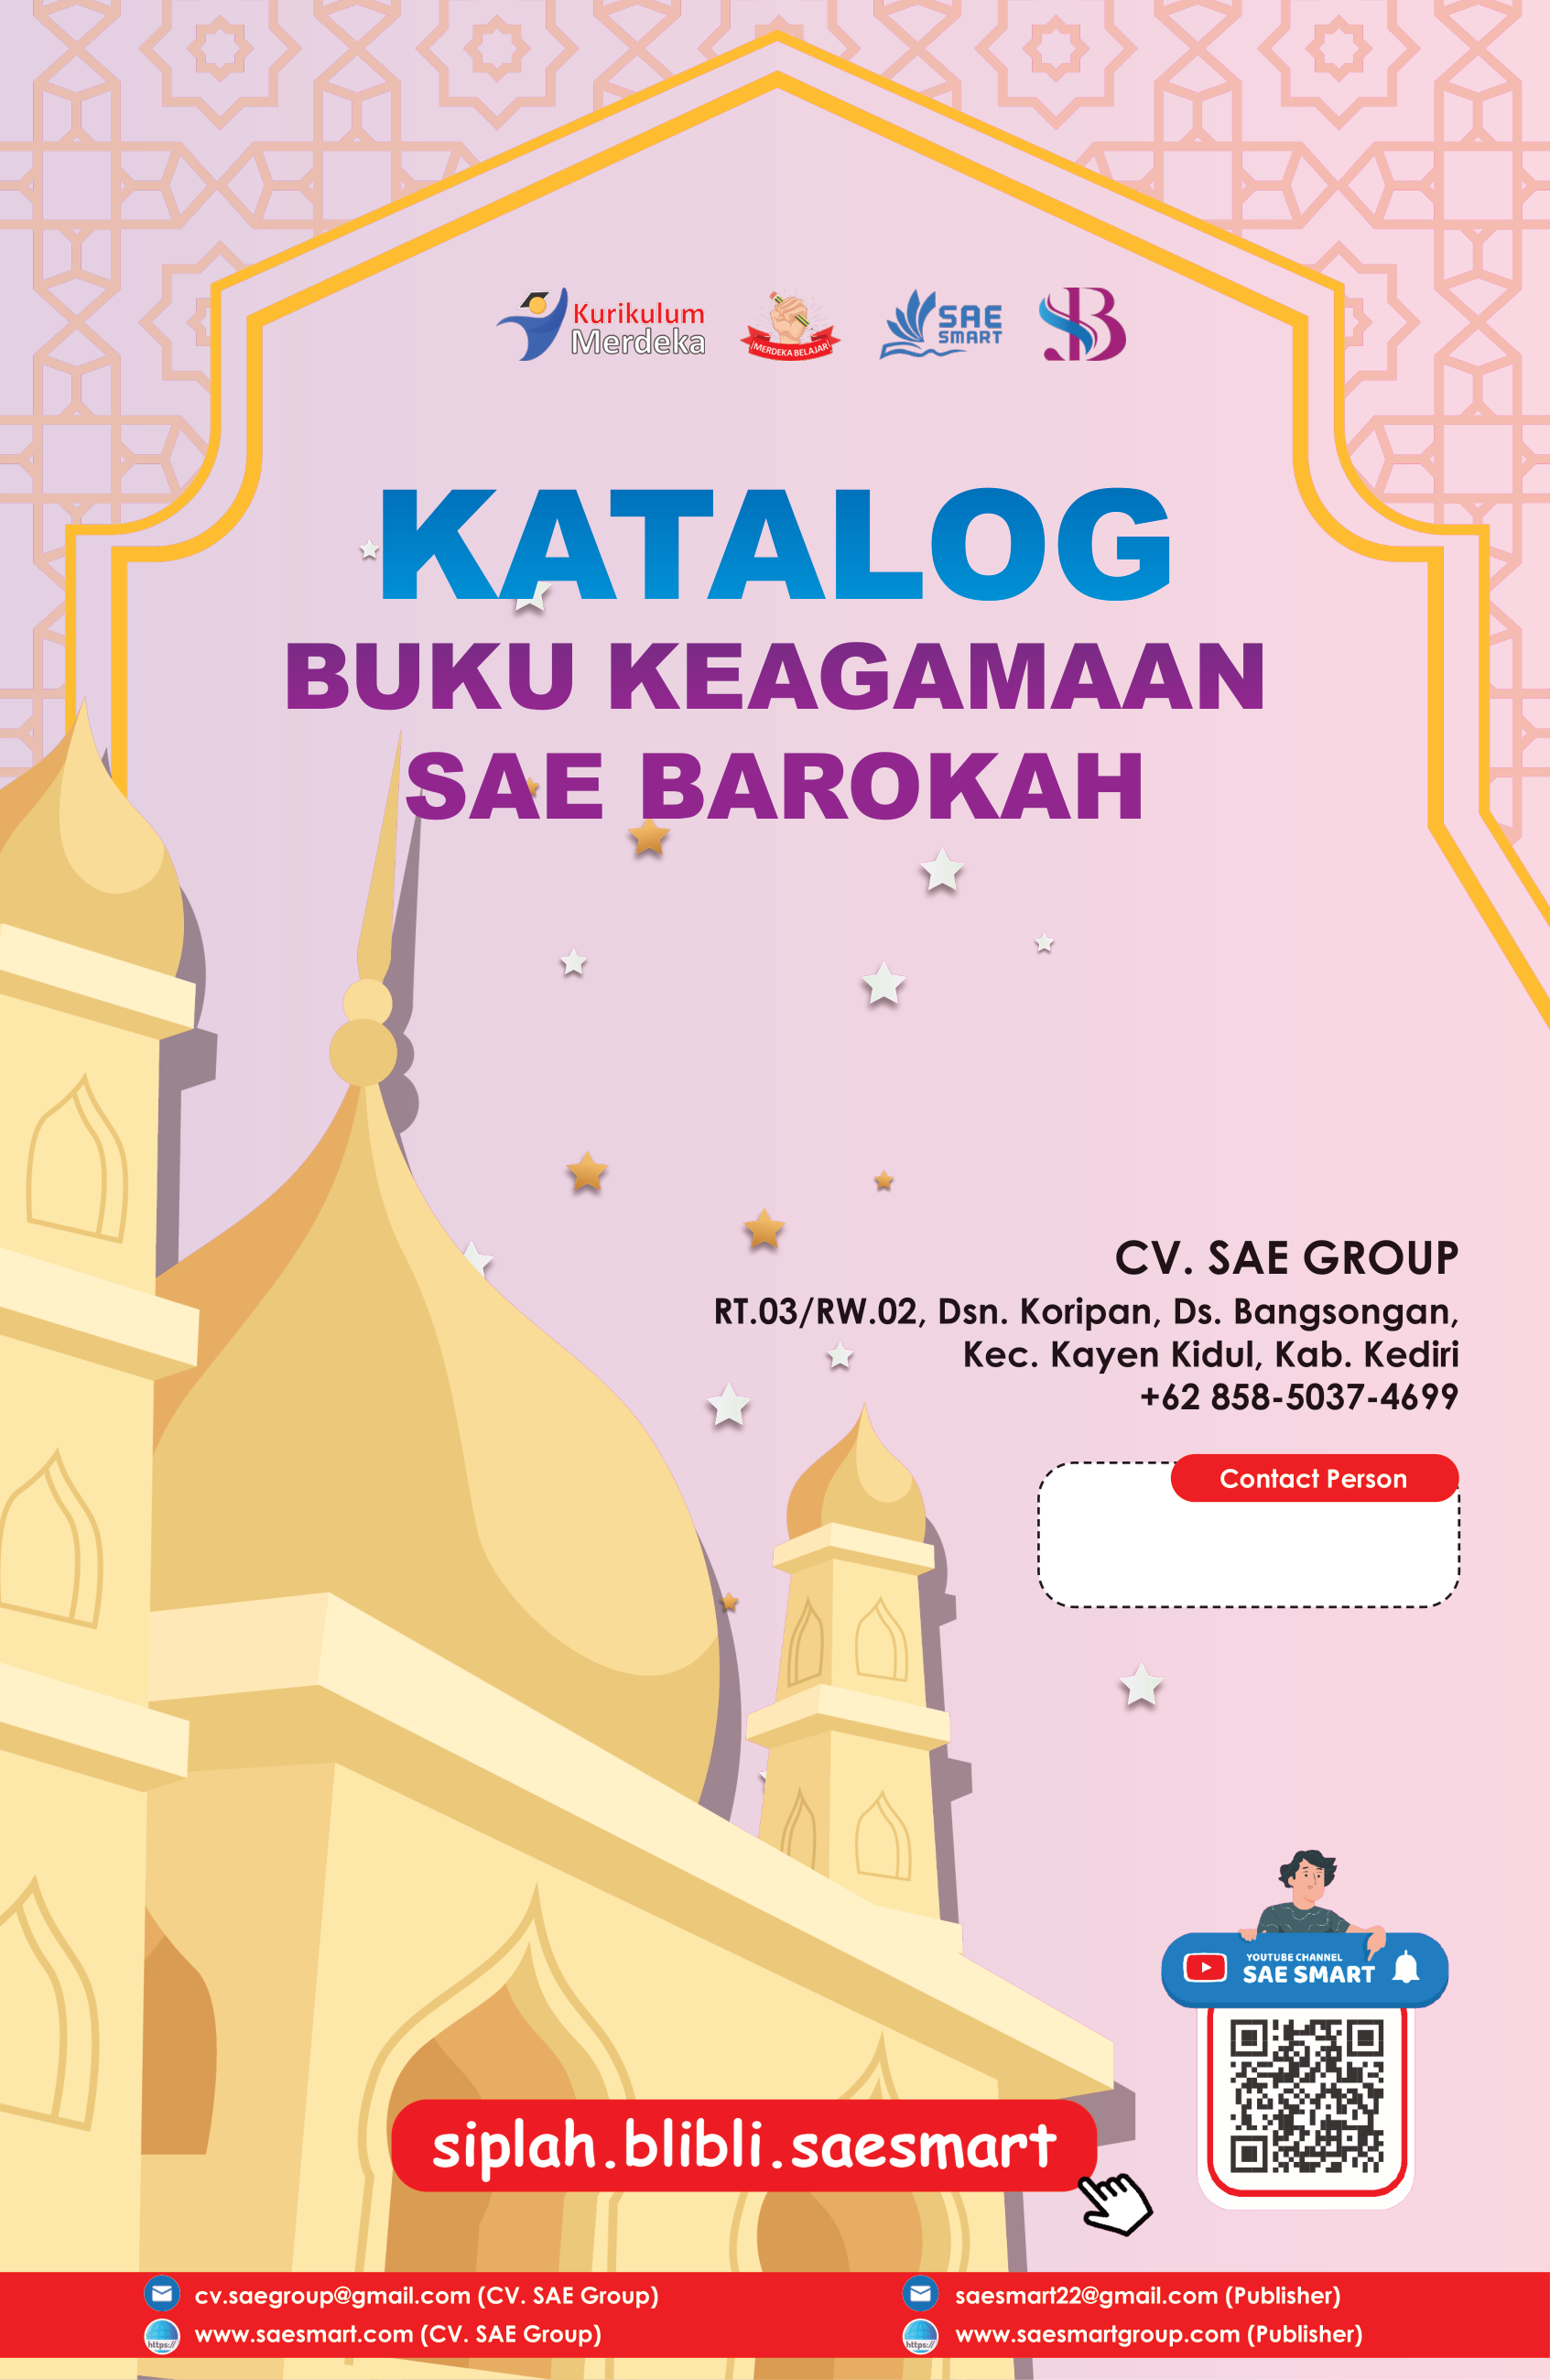 Kurikulum
Merdeka
MERDEKA BELAJAR
SAE
SMART
SB
KATALOG
BUKU KEAGAMAAN
SAE BAROKAH
CV. SAE GROUP
RT.03/RW.02, Dsn. Koripan, Ds. Bangsongan,
Kec. Kayen Kidul, Kab. Kediri
+62 858-5037-4699
Contact Person
YOUTUBE CHANNEL
SAE SMART
siplah.blibli.saesmart
cv.saegroup@gmail.com (CV. SAE Group)
saesmart22@gmail.com (Publisher)
https://
www.saesmart.com (CV. SAE Group)
https://
www.saesmartgroup.com (Publisher)